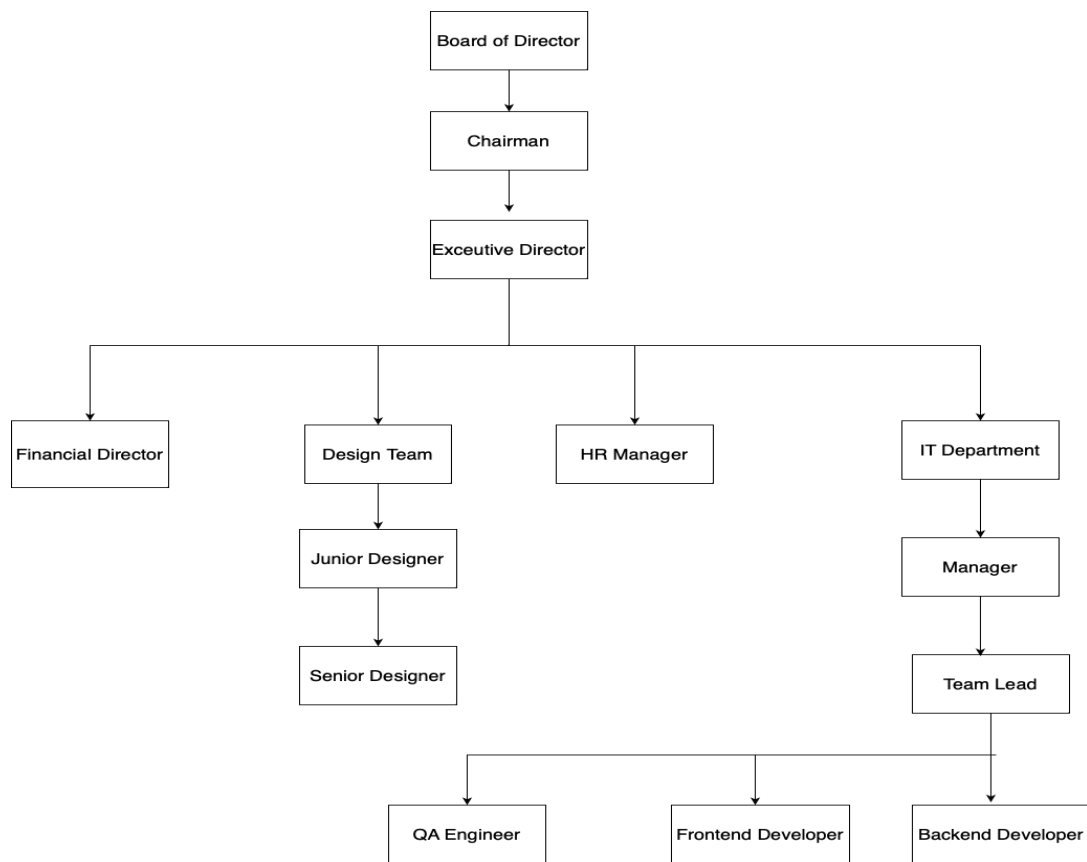 Board of Director
Chairman
Exceutive Director
Financial Director
Design Team
HR Manager
IT Department
Junior Designer
Manager
Senior Designer
Team Lead
QA Engineer
Frontend Developer
Backend Developer